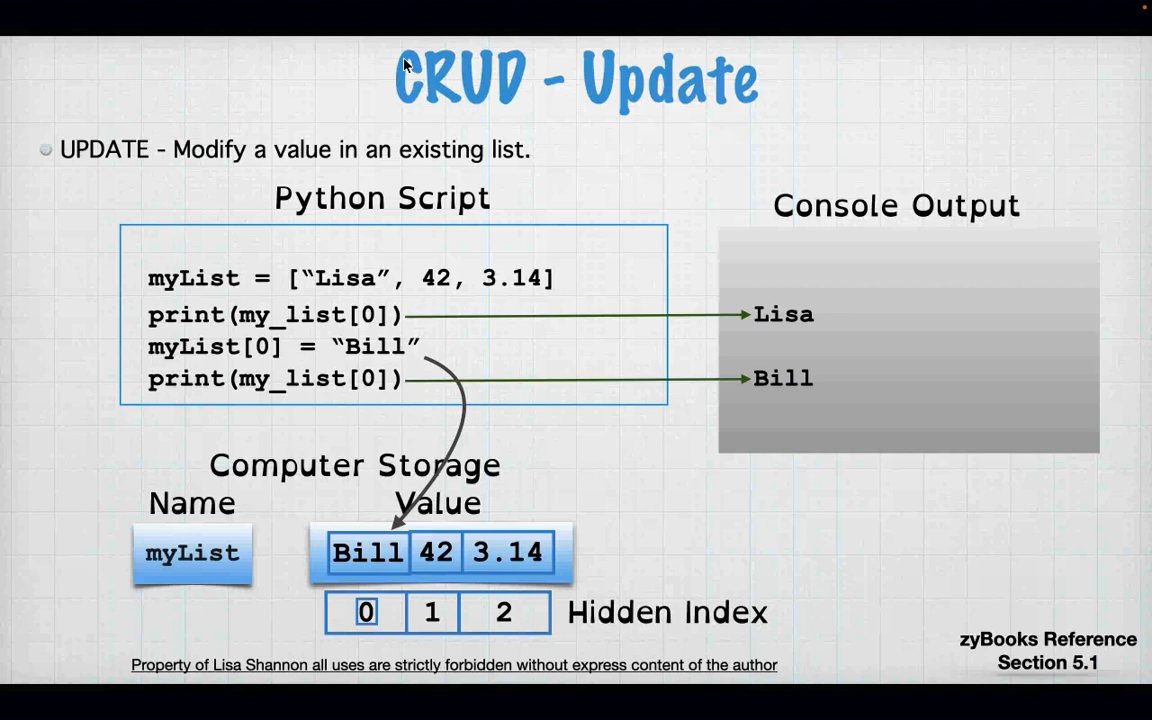 CRUD - Update
UPDATE - Modify a value in an existing list.
Python Script
Console Output
myList = [“Lisa”, 42, 3.14]
print(my_list[0])
Lisa
myList[0] = “Bill”
print(my_list[0])
Bill
Computer Storage
Name
Value
myList
Bill 42 3.14
0 1 2
Hidden Index
zyBooks Reference
Section 5.1
Property of Lisa Shannon all uses are strictly forbidden without express content of the author